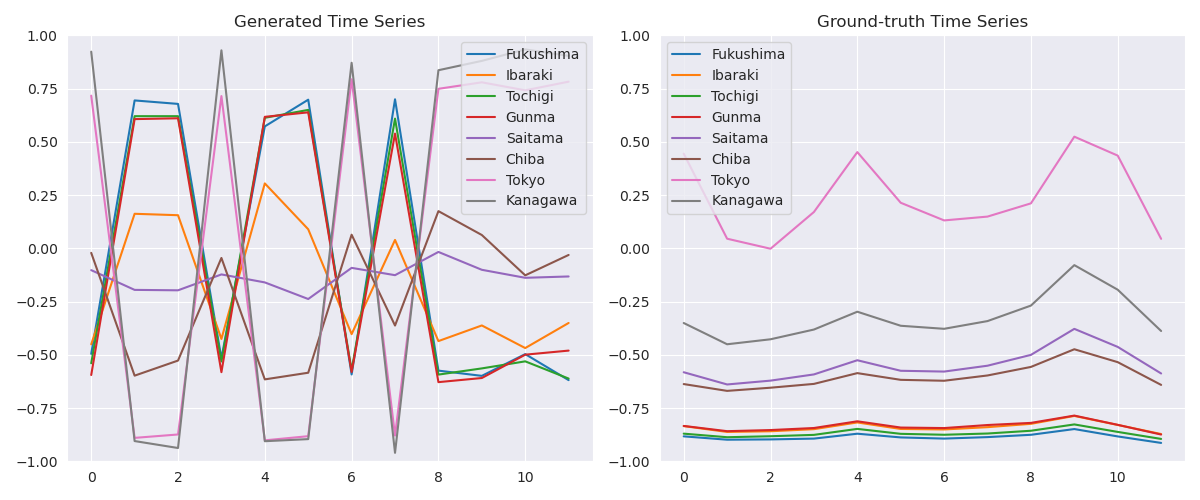 Generated Time Series
1.00
0.75
0.50
0.25
0.00
−0.25
−0.50
−0.75
−1.00
0 2 4 6 8 10
Fukushima
Ibaraki
Tochigi
Gunma
Saitama
Chiba
Tokyo
Kanagawa
Ground-truth Time Series
1.00
0.75
0.50
0.25
0.00
−0.25
−0.50
−0.75
−1.00
0 2 4 6 8 10
Fukushima
Ibaraki
Tochigi
Gunma
Saitama
Chiba
Tokyo
Kanagawa